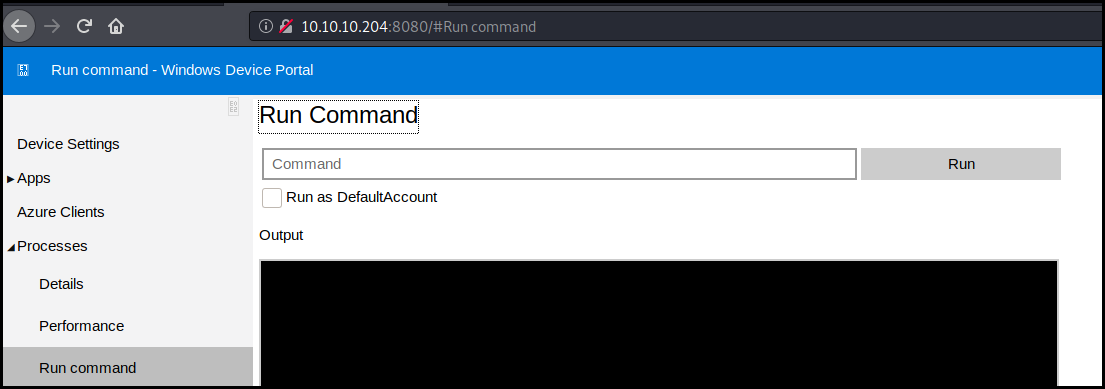 10.10.10.204:8080/#Run command
Run command - Windows Device Portal
Run Command
Device Settings
Command
Run
Apps
Run as DefaultAccount
Azure Clients
Output
Processes
Details
Performance
Run command